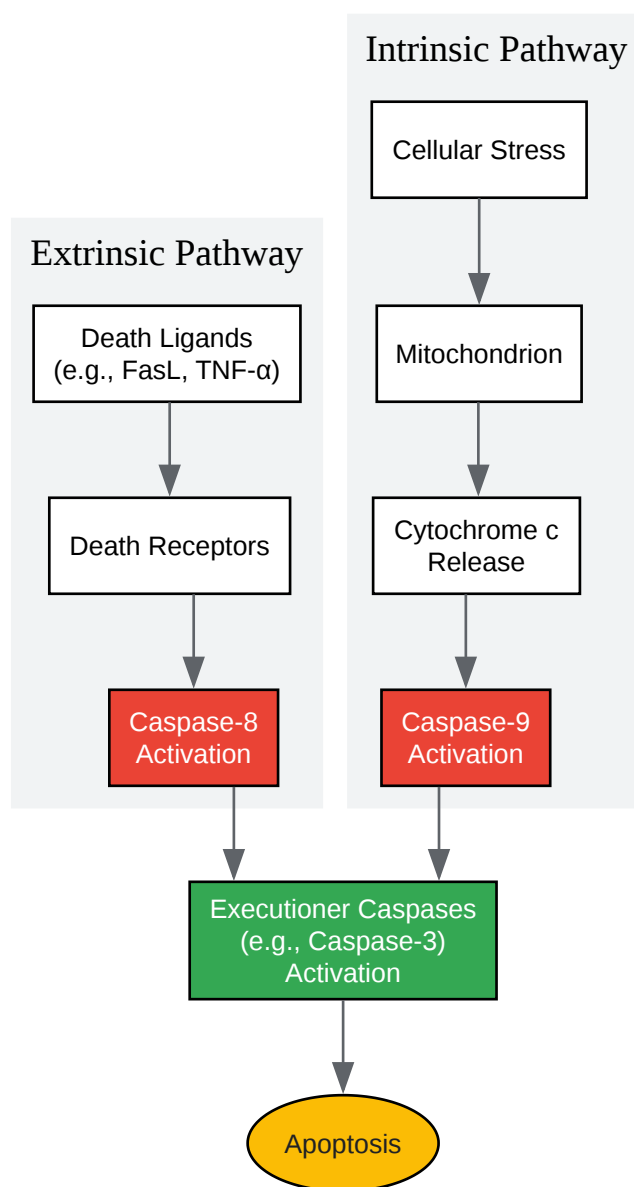 Intrinsic Pathway
Cellular Stress
Mitochondrion
Cytochrome c
Release
Caspase-9
Activation
Extrinsic Pathway
Death Ligands
(e.g., FasL, TNF-α)
Death Receptors
Caspase-8
Activation
Executioner Caspases
(e.g., Caspase-3)
Activation
Apoptosis